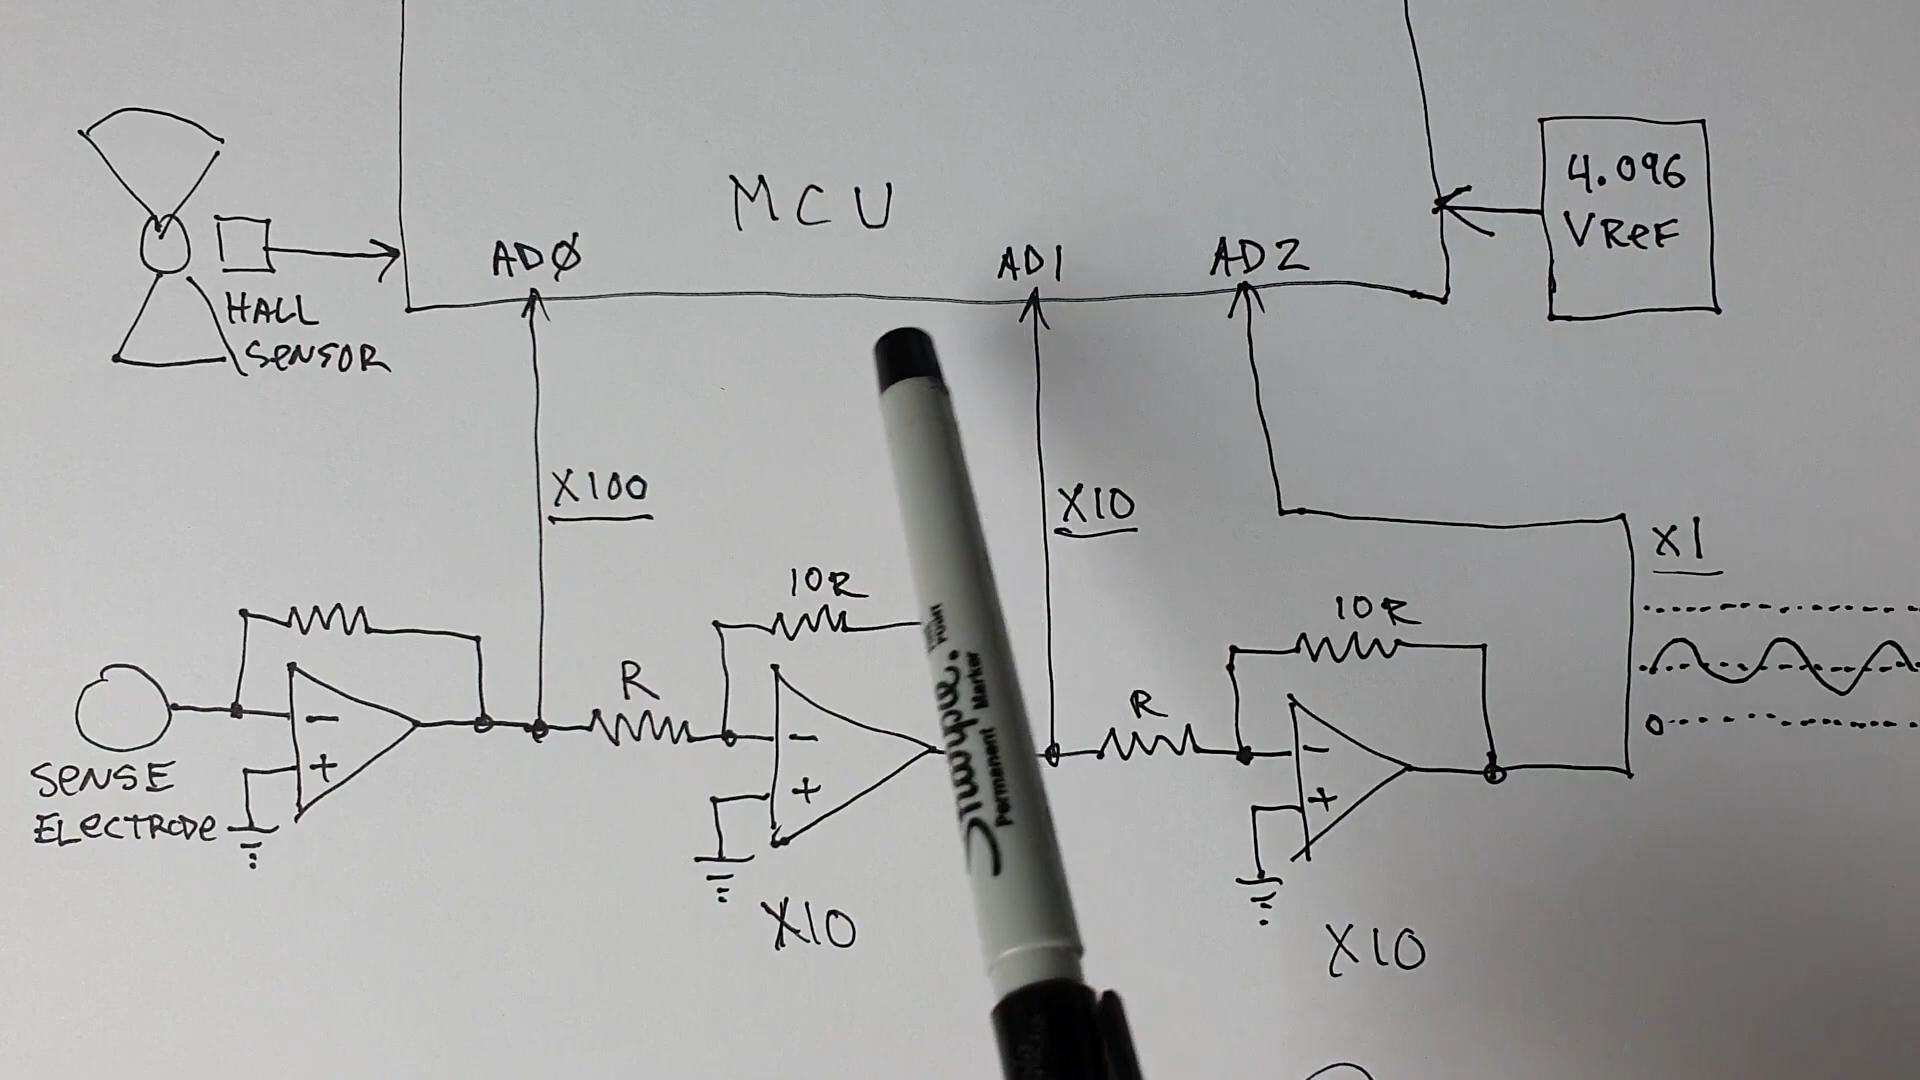 MCU
4.096
VReF
ADØ
AD1
AD2
HALL
SENSOR
X100
X10
X1
10R
10R
R
R
-
+
-
+
-
+
0
SENSE
ELECTRODE
X10
X10
Sharpie.
Permanent Marker